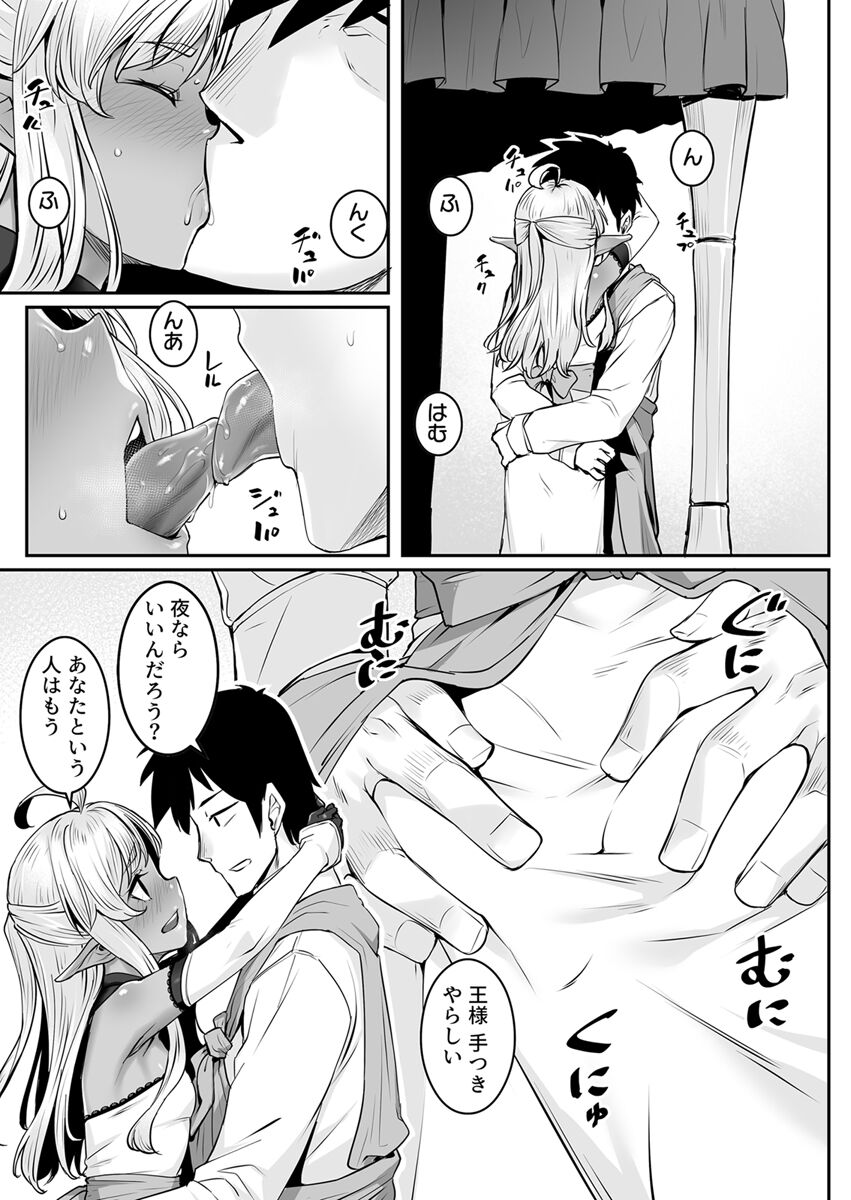 ん
チュプ
チュパ
ふ
チュク
はむ
んく
ヂュパ
チュル
ふ
んあ
レル
ジュパ
ぐに
むに
夜なら
いいんだろう?
あなたという
人はもう
むに
くにゅ
王様 手つき
やらしい